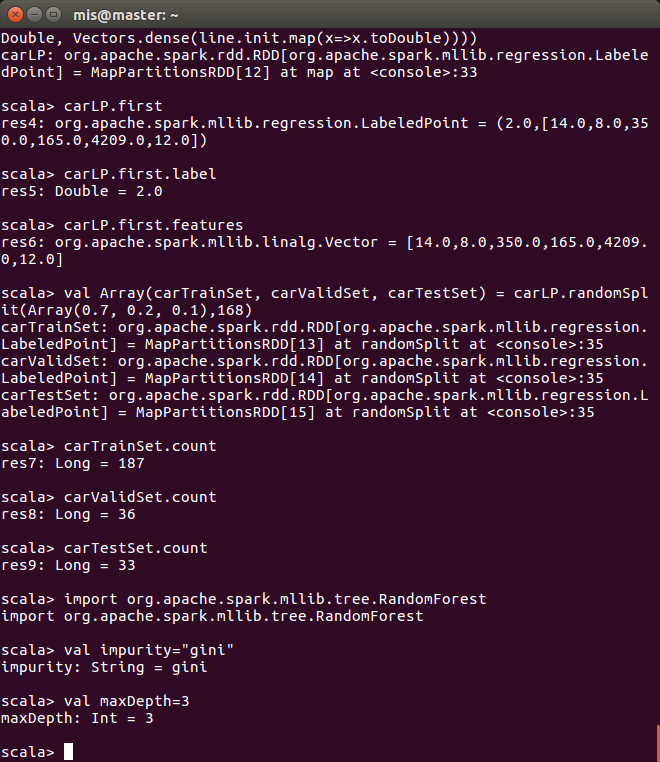 mis@master: ~
Double, Vectors.dense(line.init.map(x=>x.toDouble))))
carLP: org.apache.spark.rdd.RDD[org.apache.spark.mllib.regression.Labele
dPoint] = MapPartitionsRDD[12] at map at <console>:33
scala> carLP.first
res4: org.apache.spark.mllib.regression.LabeledPoint = (2.0,[14.0,8.0,35
0.0,165.0,4209.0,12.0])
scala> carLP.first.label
res5: Double = 2.0
scala> carLP.first.features
res6: org.apache.spark.mllib.linalg.Vector = [14.0,8.0,350.0,165.0,4209.
0,12.0]
scala> val Array(carTrainSet, carValidSet, carTestSet) = carLP.randomSpl
it(Array(0.7, 0.2, 0.1),168)
carTrainSet: org.apache.spark.rdd.RDD[org.apache.spark.mllib.regression.
LabeledPoint] = MapPartitionsRDD[13] at randomSplit at <console>:35
carValidSet: org.apache.spark.rdd.RDD[org.apache.spark.mllib.regression.
LabeledPoint] = MapPartitionsRDD[14] at randomSplit at <console>:35
carTestSet: org.apache.spark.rdd.RDD[org.apache.spark.mllib.regression.L
abeledPoint] = MapPartitionsRDD[15] at randomSplit at <console>:35
scala> carTrainSet.count
res7: Long = 187
scala> carValidSet.count
res8: Long = 36
scala> carTestSet.count
res9: Long = 33
scala> import org.apache.spark.mllib.tree.RandomForest
import org.apache.spark.mllib.tree.RandomForest
scala> val impurity="gini"
impurity: String = gini
scala> val maxDepth=3
maxDepth: Int = 3
scala>